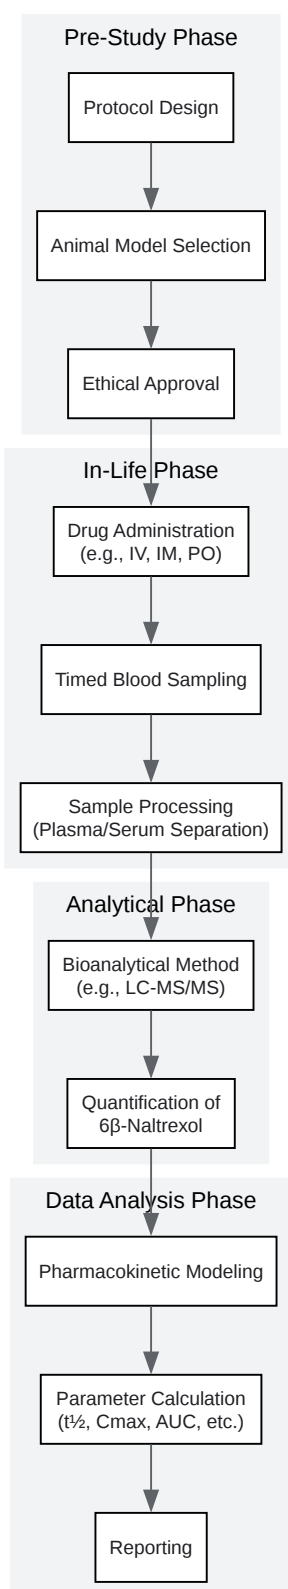 Pre-Study Phase
Protocol Design
Animal Model Selection
Ethical Approval
In-Life Phase
Drug Administration
(e.g., IV, IM, PO)
Timed Blood Sampling
Sample Processing
(Plasma/Serum Separation)
Analytical Phase
Bioanalytical Method
(e.g., LC-MS/MS)
Quantification of
6β-Naltrexol
Data Analysis Phase
Pharmacokinetic Modeling
Parameter Calculation
(t½, Cmax, AUC, etc.)
Reporting